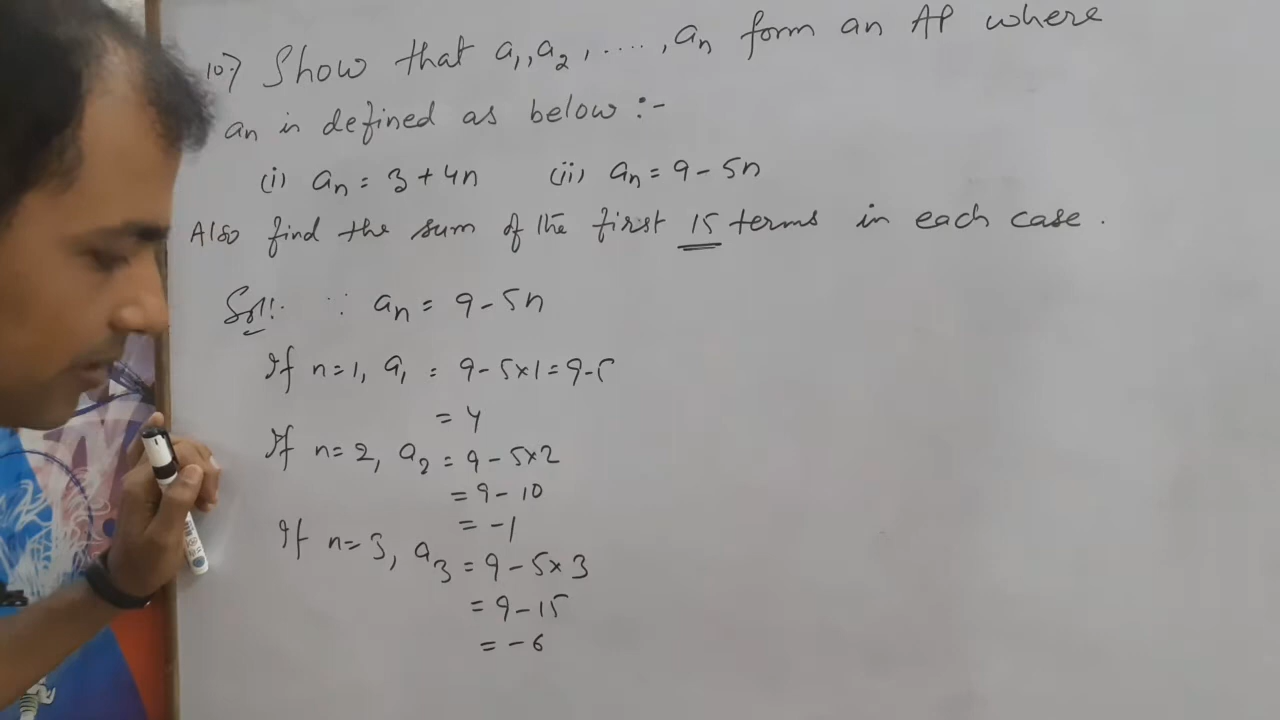 10) Show that a₁, a₂, ....., aₙ form an AP where
aₙ is defined as below :-
(i) aₙ = 3 + 4n (ii) aₙ = 9 - 5n
Also find the sum of the first 15 terms in each case.
Sol!. ∵ aₙ = 9 - 5n
If n=1, a₁ = 9 - 5×1 = 9-5
= 4
If n=2, a₂ = 9 - 5×2
= 9 - 10
= -1
If n=3, a₃ = 9 - 5×3
= 9 - 15
= -6